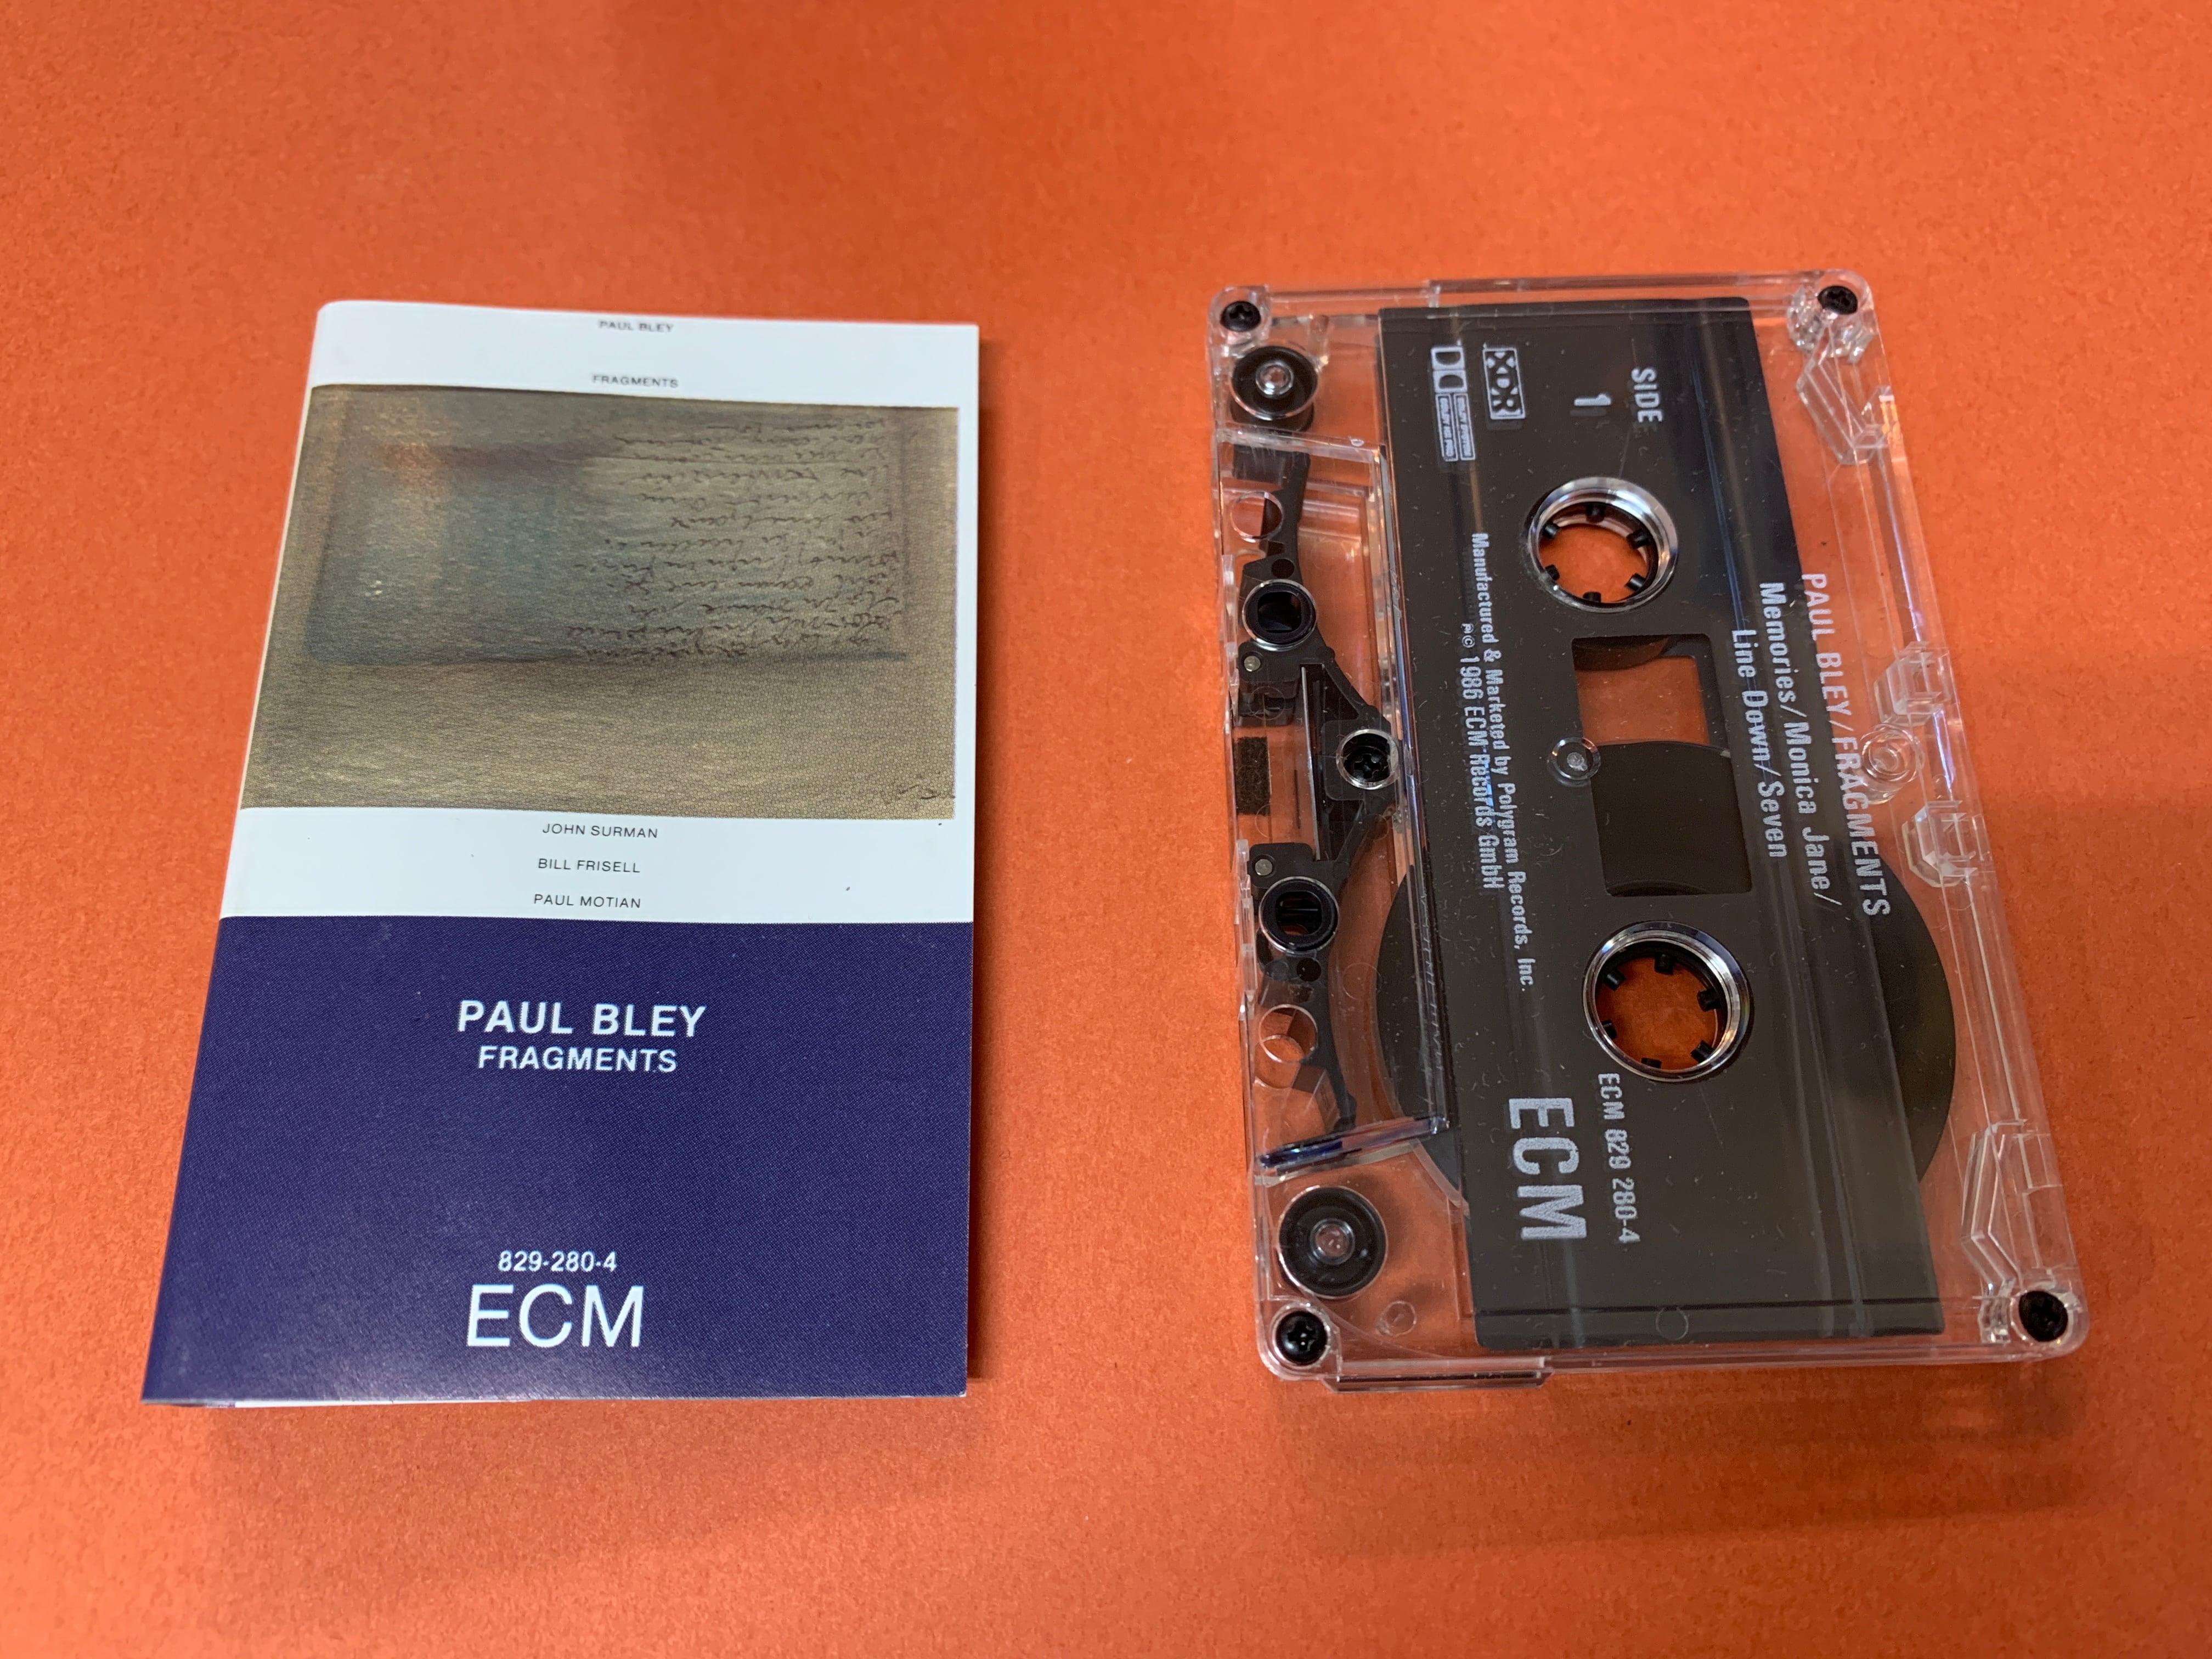 PAUL BLEY
FRAGMENTS
JOHN SURMAN
BILL FRISELL
PAUL MOTIAN
PAUL BLEY
FRAGMENTS
829-280-4
ECM
PAUL BLEY/FRAGMENTS
Memories/Monica Jane/
Line Down/Seven
SIDE
1
ECM 829 280-4
XDR
ECM
Manufactured & Marketed by Polygram Records, Inc.
℗© 1986 ECM Records GmbH